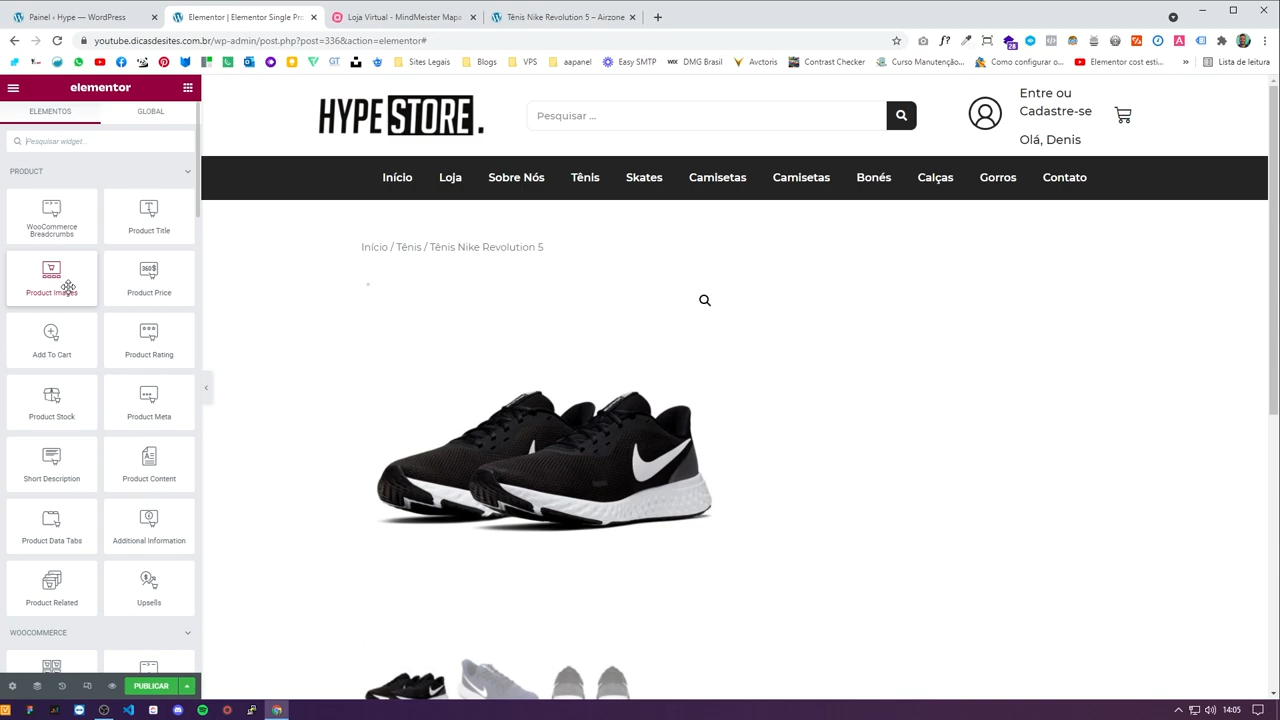 Painel ‹ Hype — WordPress
Elementor | Elementor Single Pro
Loja Virtual - MindMeister Mapa
Tênis Nike Revolution 5 – Airzone
youtube.dicasdesites.com.br/wp-admin/post.php?post=336&action=elementor#
Sites Legais
Blogs
VPS
aapanel
Easy SMTP
WIX
DMG Brasil
Avctoris
Contrast Checker
Curso Manutenção...
Como configurar o...
Elementor cost esti...
Lista de leitura
elementor
ELEMENTOS
GLOBAL
Pesquisar widget...
PRODUCT
WooCommerce
Breadcrumbs
Product Title
Product Images
Product Price
Add To Cart
Product Rating
Product Stock
Product Meta
Short Description
Product Content
Product Data Tabs
Additional Information
Product Related
Upsells
WOOCOMMERCE
PUBLICAR
HYPE STORE.
Pesquisar ...
Entre ou
Cadastre-se
Olá, Denis
Início
Loja
Sobre Nós
Tênis
Skates
Camisetas
Camisetas
Bonés
Calças
Gorros
Contato
Início / Tênis / Tênis Nike Revolution 5
14:05